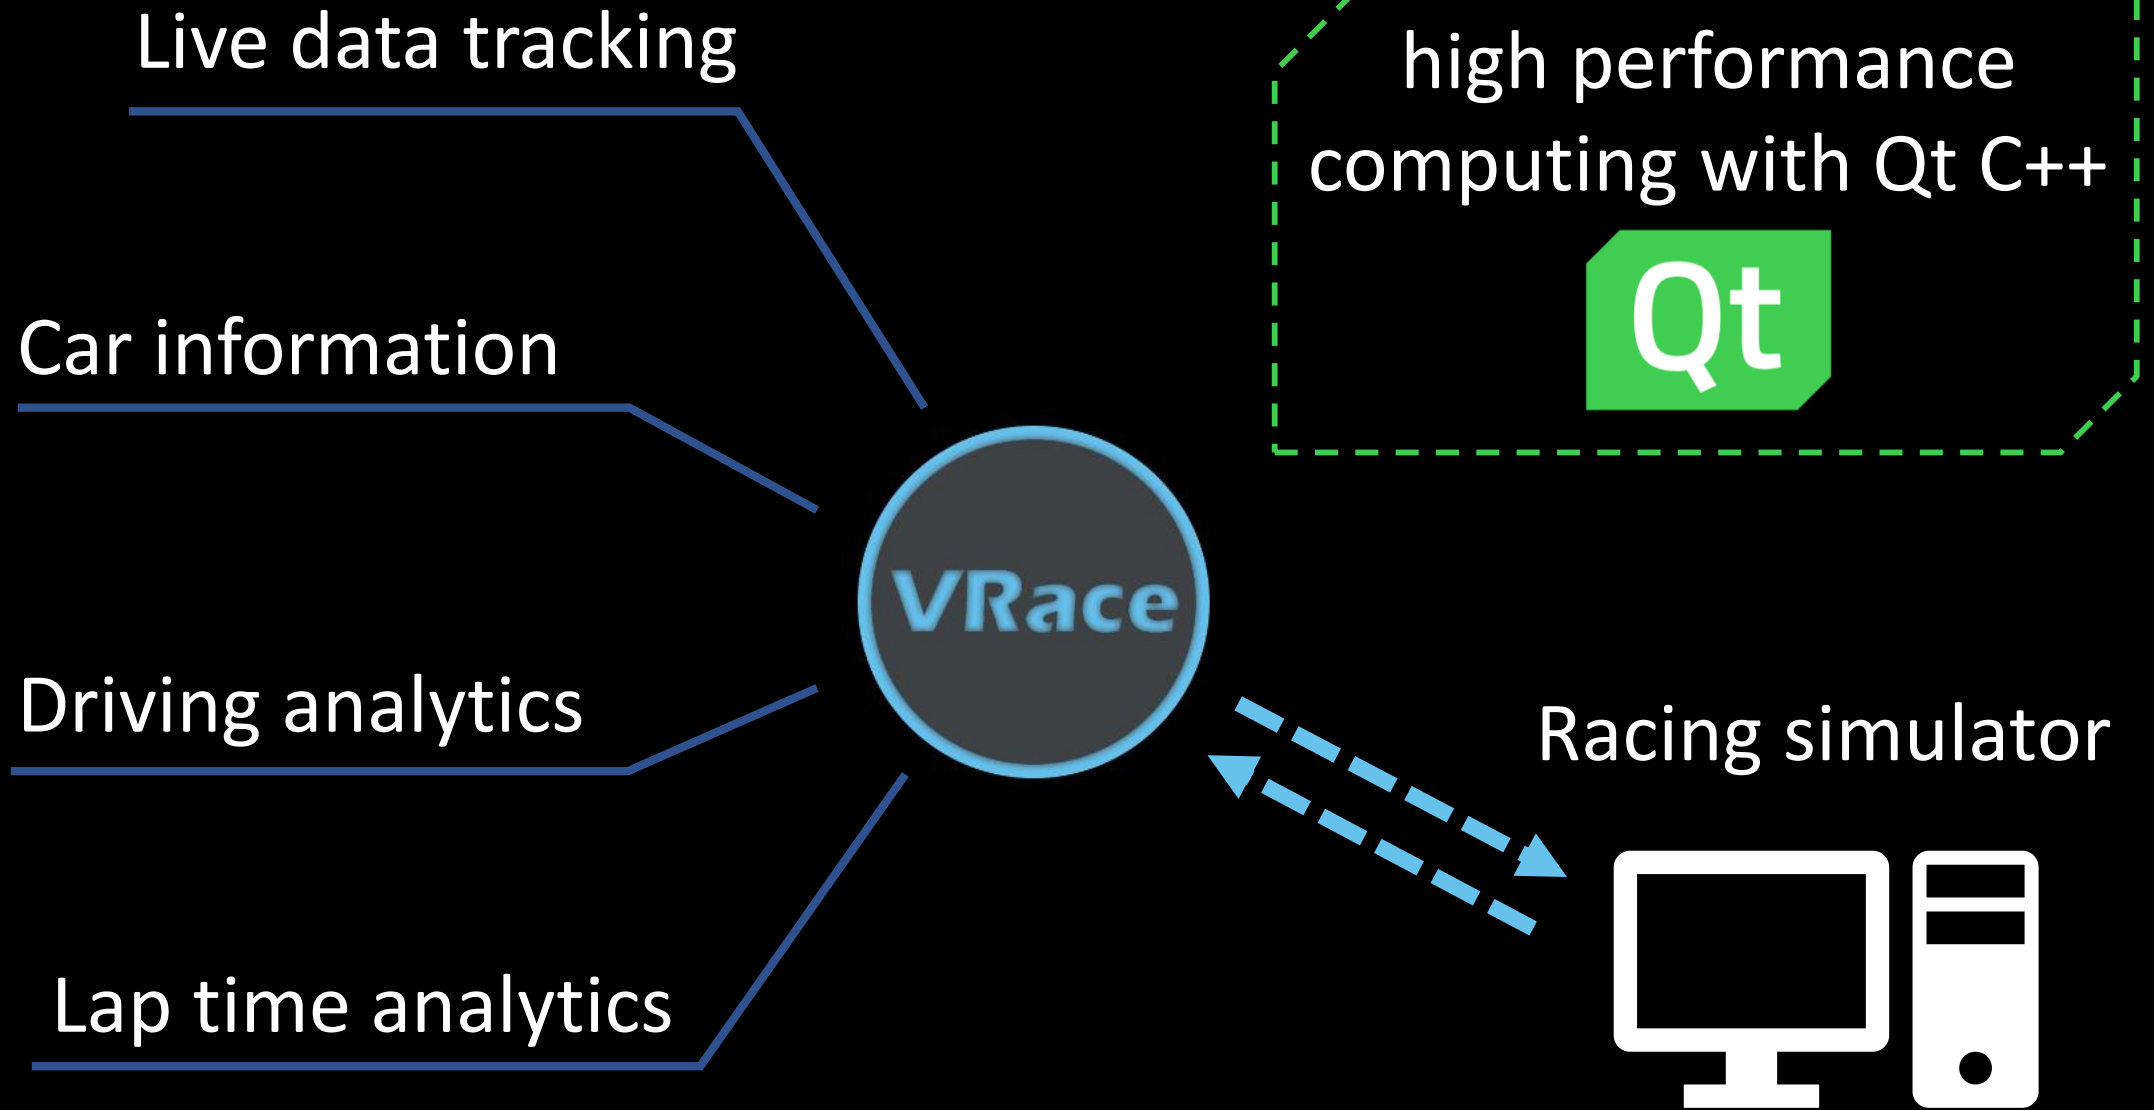 Live data tracking
Car information
Driving analytics
Lap time analytics
VRace
high performance
computing with Qt C++
Qt
Racing simulator